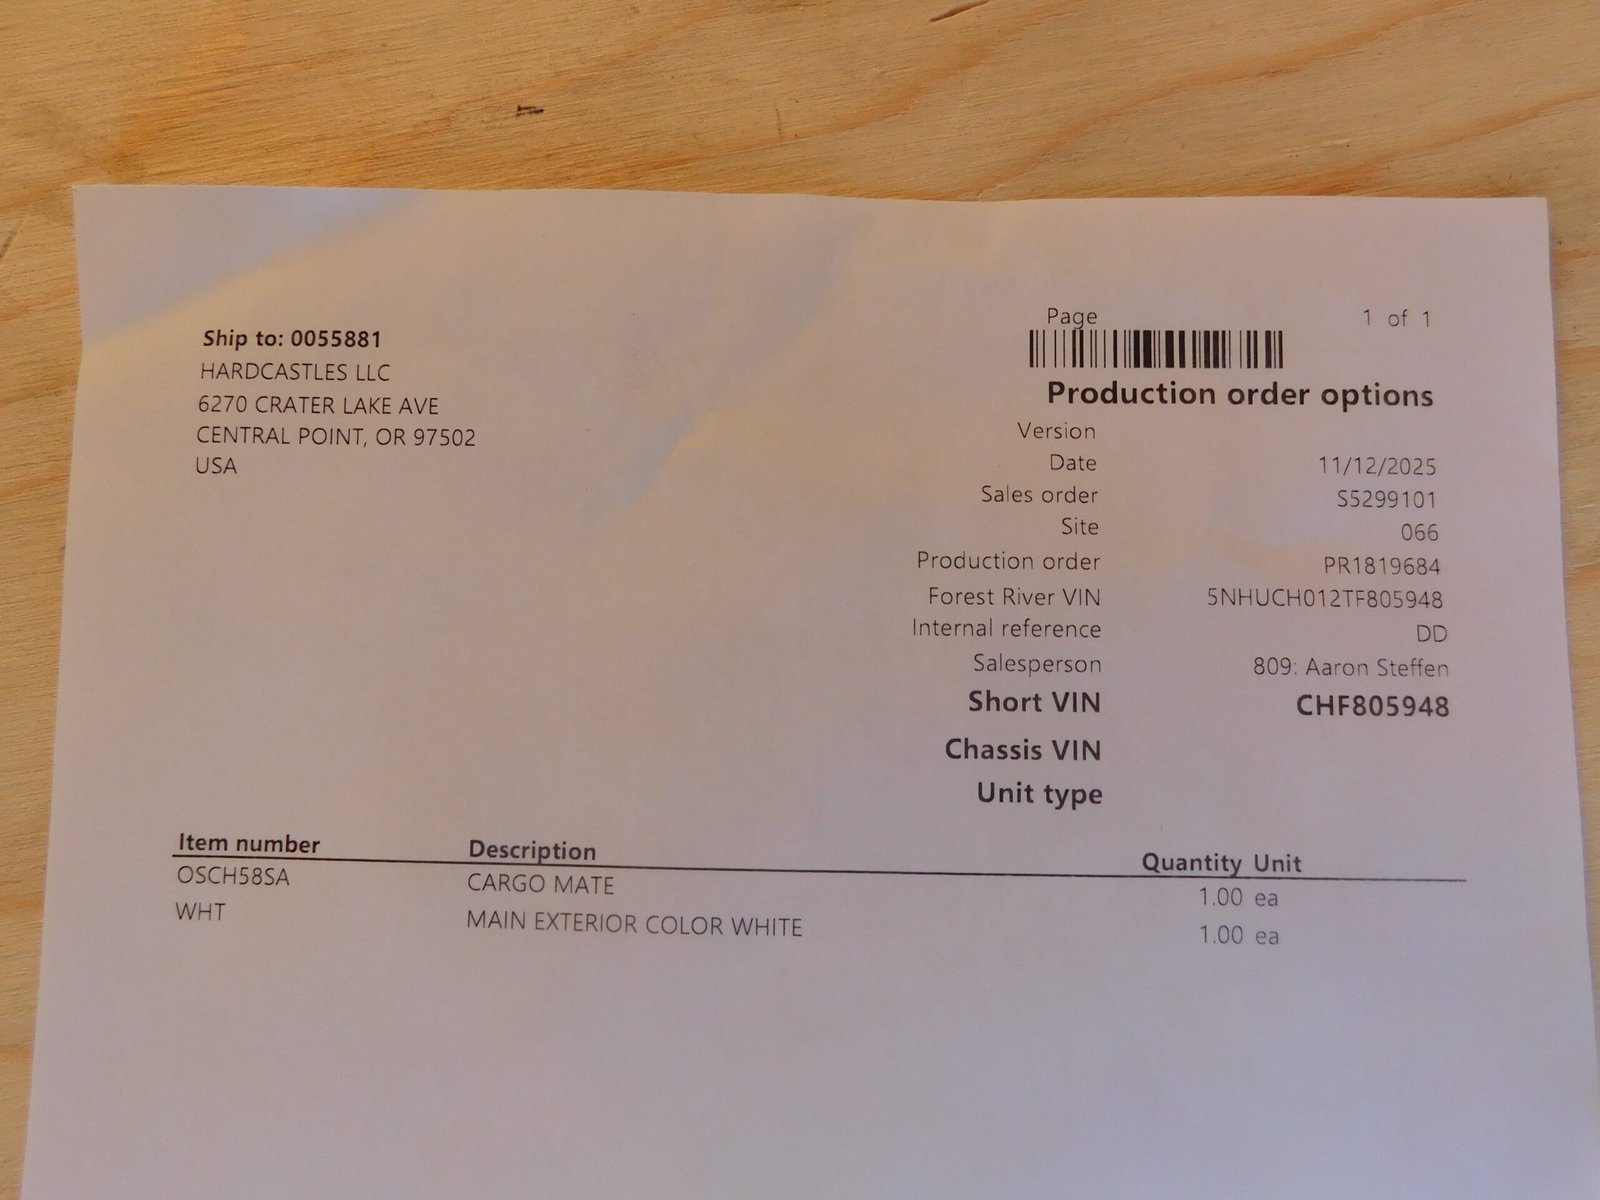 Ship to: 0055881
HARDCASTLES LLC
6270 CRATER LAKE AVE
CENTRAL POINT, OR 97502
USA
Page 1 of 1
Production order options
Version
Date 11/12/2025
Sales order S5299101
Site 066
Production order PR1819684
Forest River VIN 5NHUCH012TF805948
Internal reference DD
Salesperson 809: Aaron Steffen
Short VIN CHF805948
Chassis VIN
Unit type
Item number Description Quantity Unit
OSCH58SA CARGO MATE 1.00 ea
WHT MAIN EXTERIOR COLOR WHITE 1.00 ea